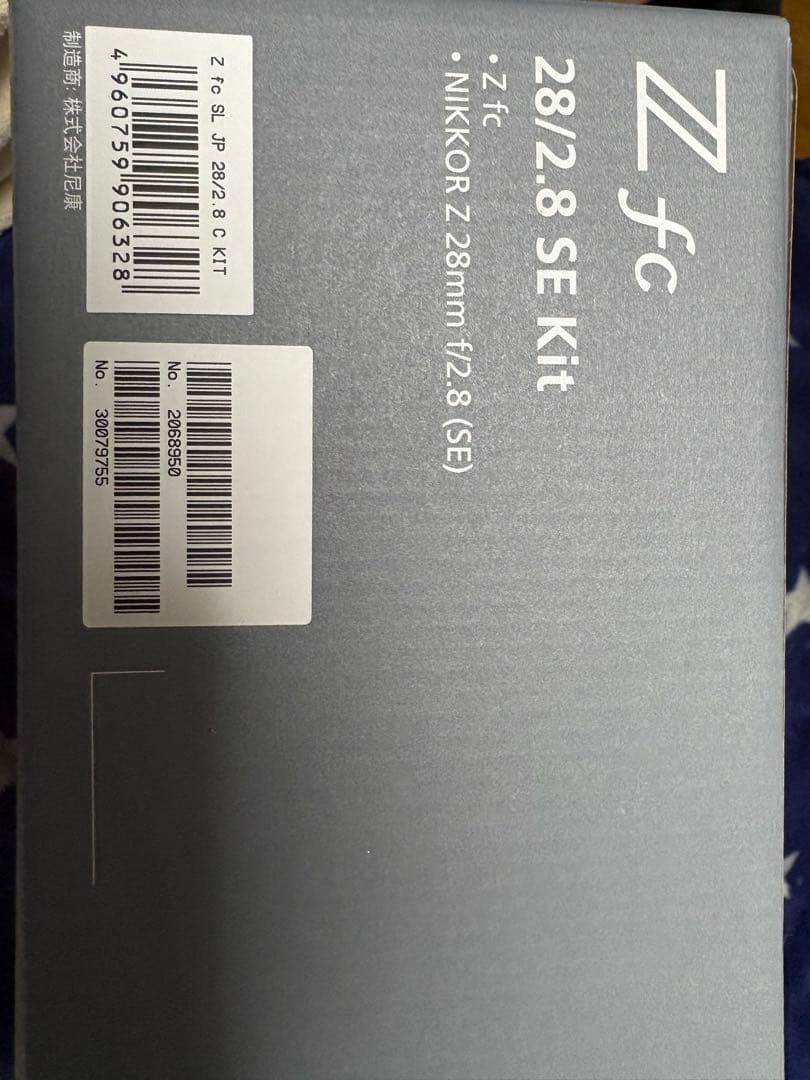 Z fc
28/2.8 SE Kit
• Z fc
• NIKKOR Z 28mm f/2.8 (SE)
Z fc SL JP 28/2.8 C KIT
4 960759 906328
制造商: 株式会社尼康
No. 2068950
No. 30079755